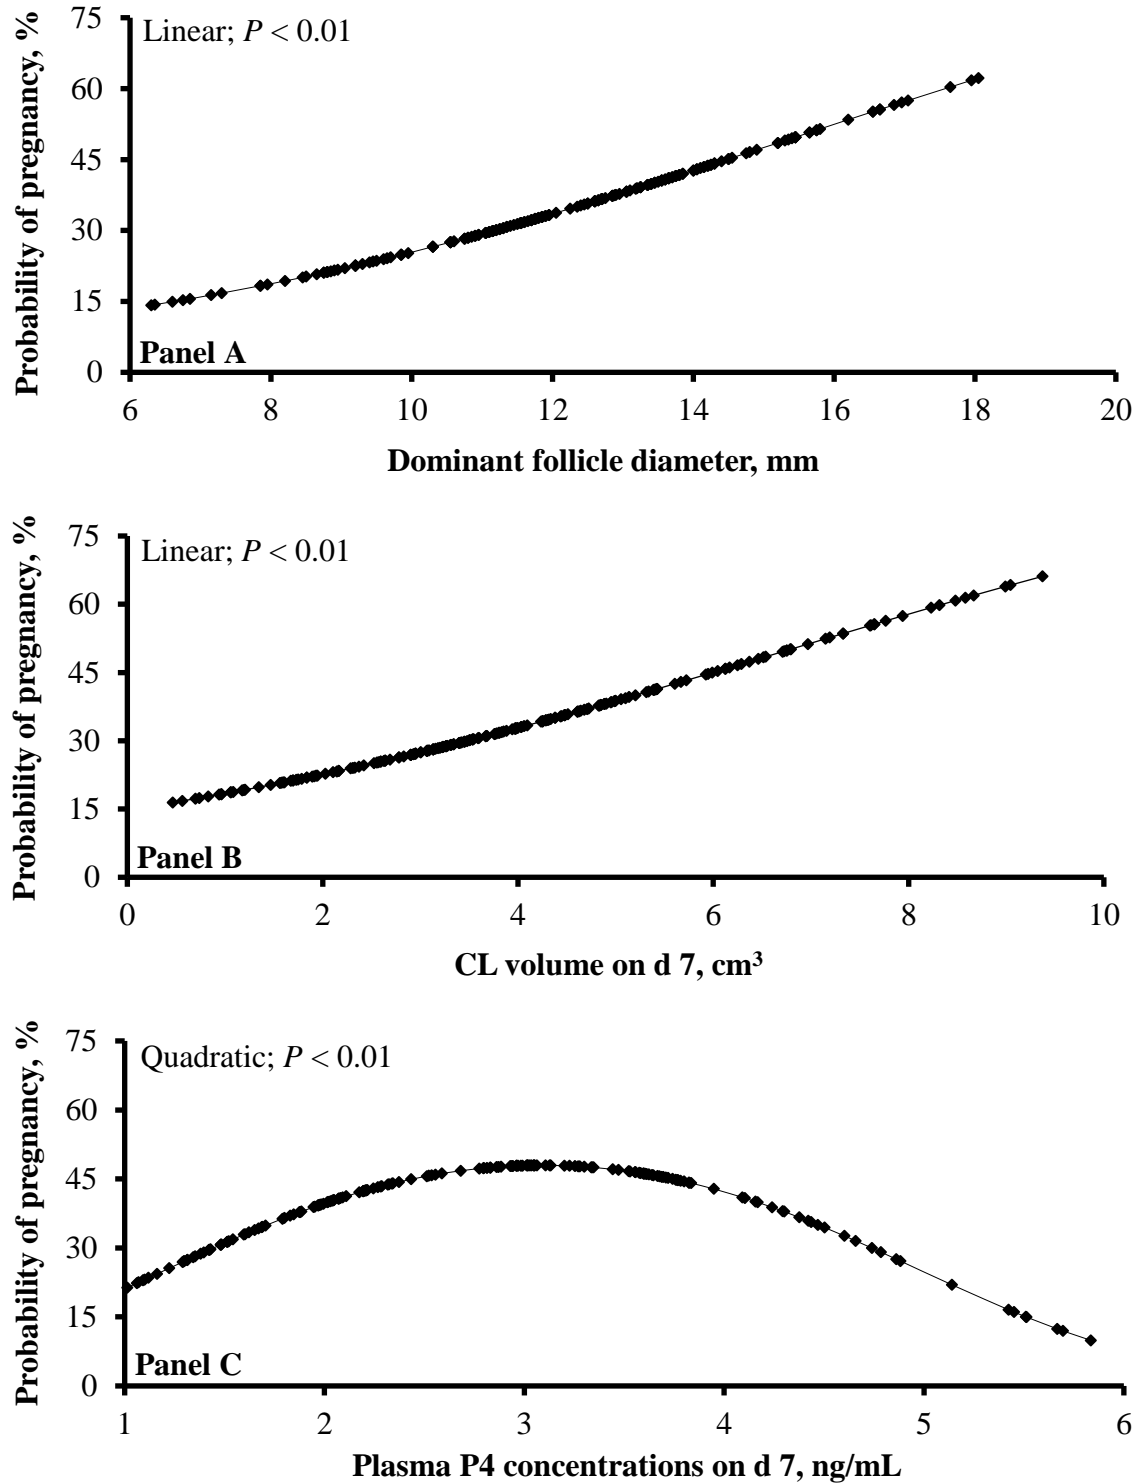 Probability of pregnancy, %
75
60
45
30
15
0
Linear; P < 0.01
Panel A
6 8 10 12 14 16 18 20
Dominant follicle diameter, mm
Probability of pregnancy, %
75
60
45
30
15
0
Linear; P < 0.01
Panel B
0 2 4 6 8 10
CL volume on d 7, cm³
Probability of pregnancy, %
75
60
45
30
15
0
Quadratic; P < 0.01
Panel C
1 2 3 4 5 6
Plasma P4 concentrations on d 7, ng/mL